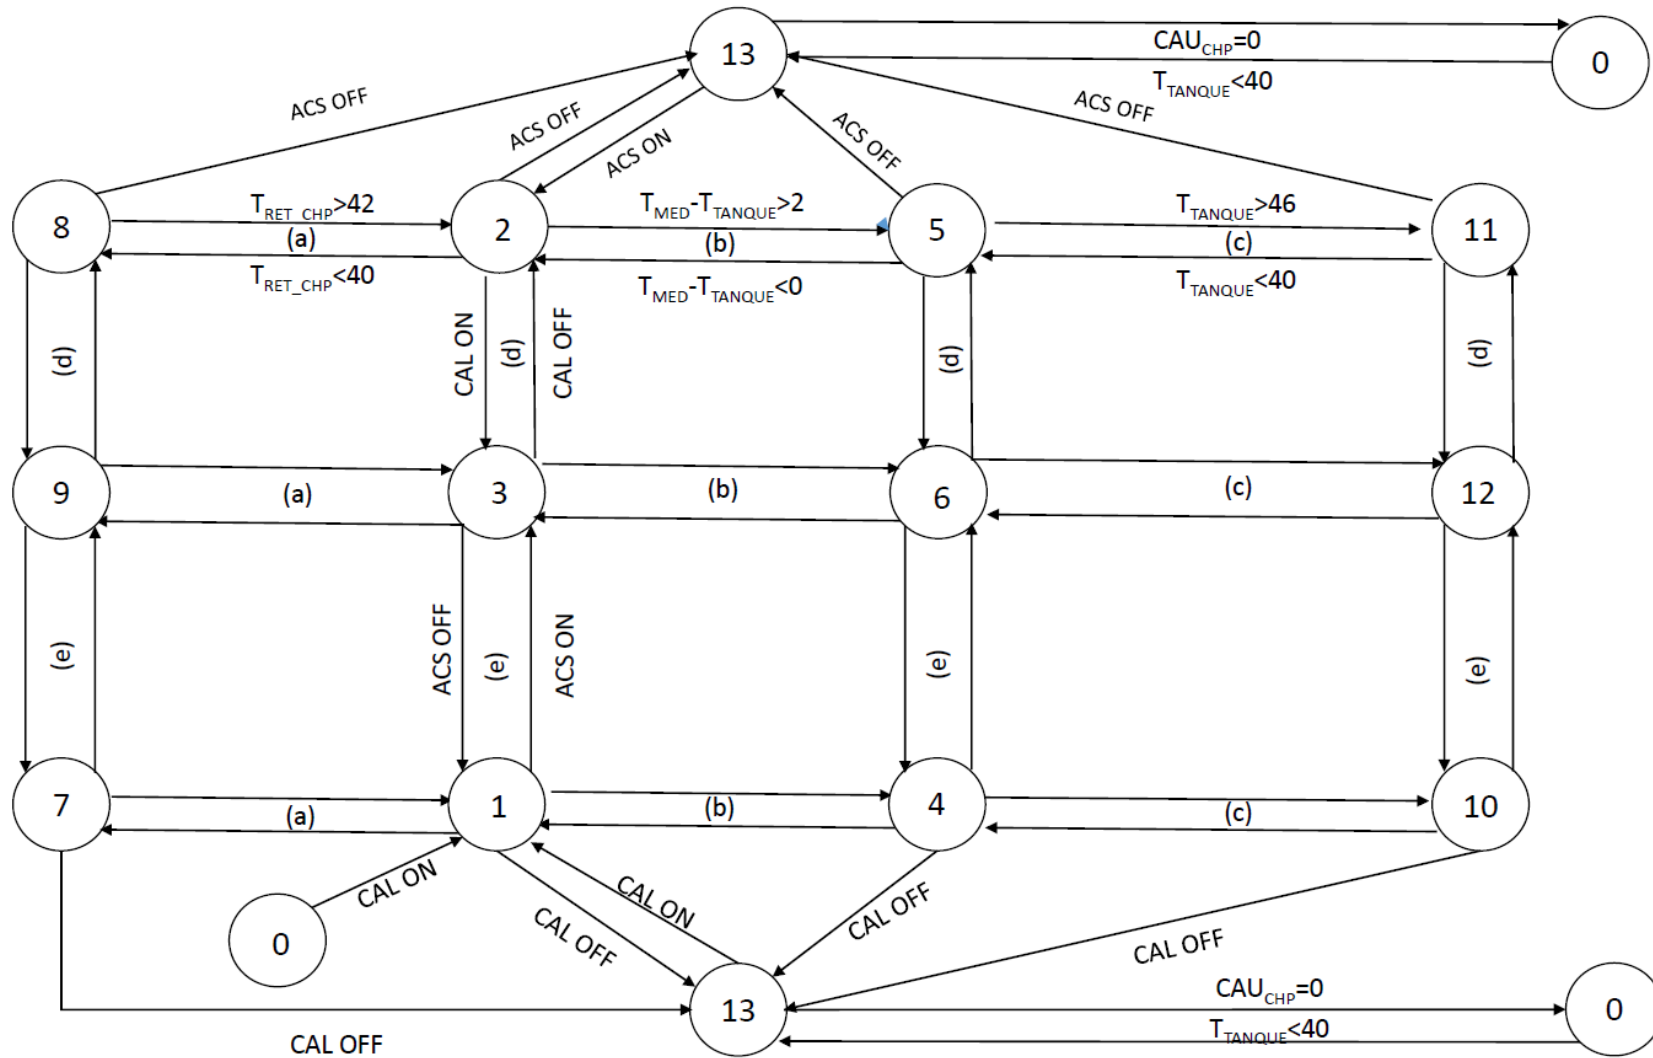 13
CAU_CHP=0
0
T_TANQUE<40
ACS OFF
ACS OFF
ACS ON
ACS OFF
ACS OFF
8
T_RET_CHP>42
(a)
T_RET_CHP<40
2
T_MED-T_TANQUE>2
(b)
T_MED-T_TANQUE<0
5
T_TANQUE>46
(c)
T_TANQUE<40
11
(d)
CAL ON
(d)
CAL OFF
(d)
(d)
9
(a)
3
(b)
6
(c)
12
(e)
ACS OFF
(e)
ACS ON
(e)
(e)
7
(a)
1
(b)
4
(c)
10
CAL ON
0
CAL OFF
CAL ON
CAL OFF
CAL OFF
13
CAU_CHP=0
T_TANQUE<40
0
CAL OFF